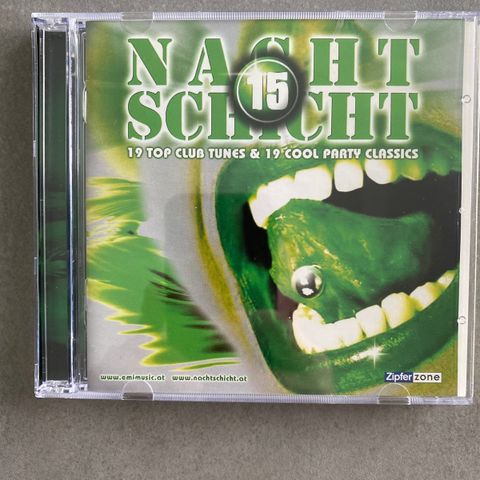 NACHT
15
SCHICHT
19 TOP CLUB TUNES & 19 COOL PARTY CLASSICS
www.emimusic.at www.nachtschicht.at
Zipfer zone